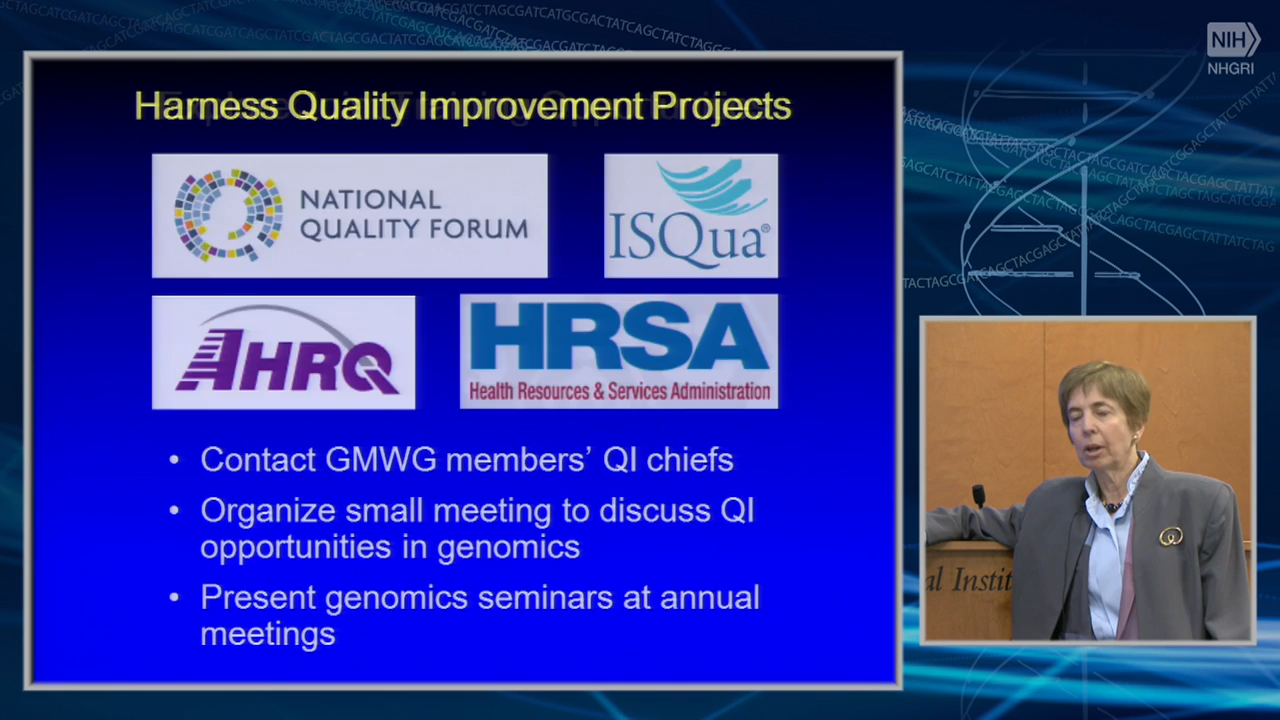 NIH
NHGRI
Harness Quality Improvement Projects
NATIONAL
QUALITY FORUM
ISQua®
AHRQ
HRSA
Health Resources & Services Administration
• Contact GMWG members’ QI chiefs
• Organize small meeting to discuss QI
opportunities in genomics
• Present genomics seminars at annual
meetings
al Instit